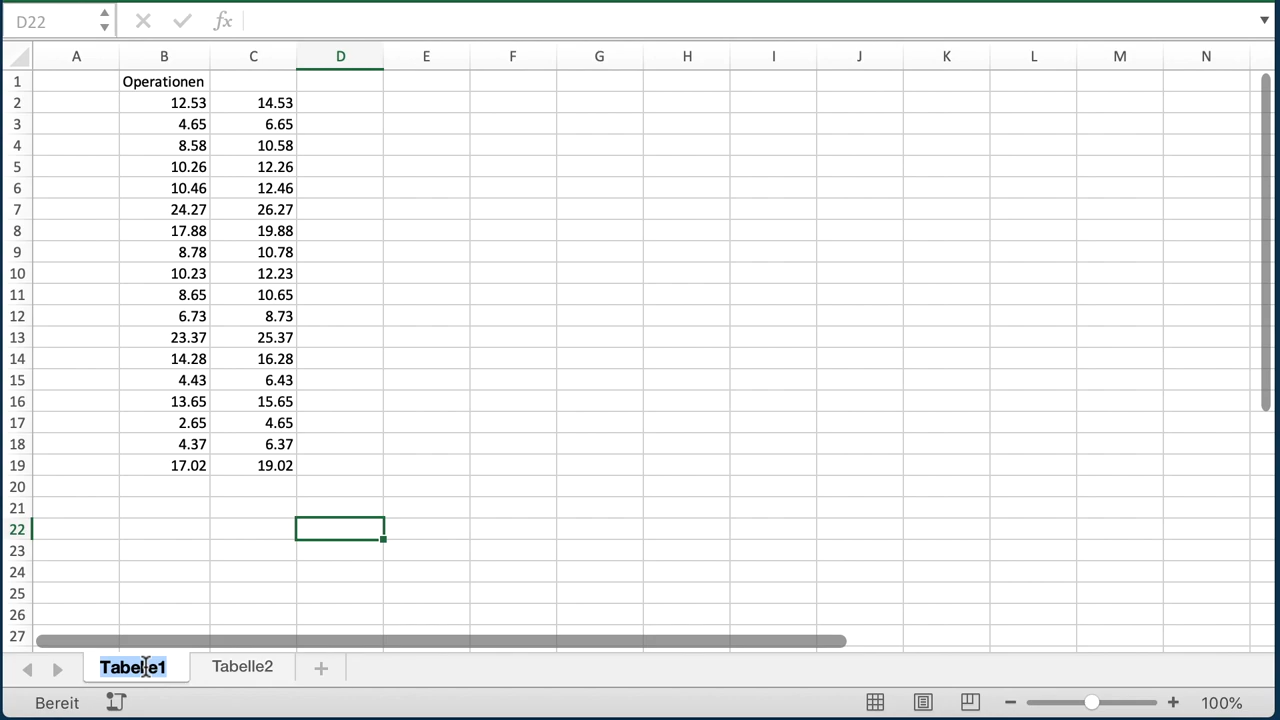 D22 fx
A B C D E F G H I J K L M N
1 Operationen
2 12.53 14.53
3 4.65 6.65
4 8.58 10.58
5 10.26 12.26
6 10.46 12.46
7 24.27 26.27
8 17.88 19.88
9 8.78 10.78
10 10.23 12.23
11 8.65 10.65
12 6.73 8.73
13 23.37 25.37
14 14.28 16.28
15 4.43 6.43
16 13.65 15.65
17 2.65 4.65
18 4.37 6.37
19 17.02 19.02
20
21
22
23
24
25
26
27
Tabelle1 Tabelle2
Bereit 100%